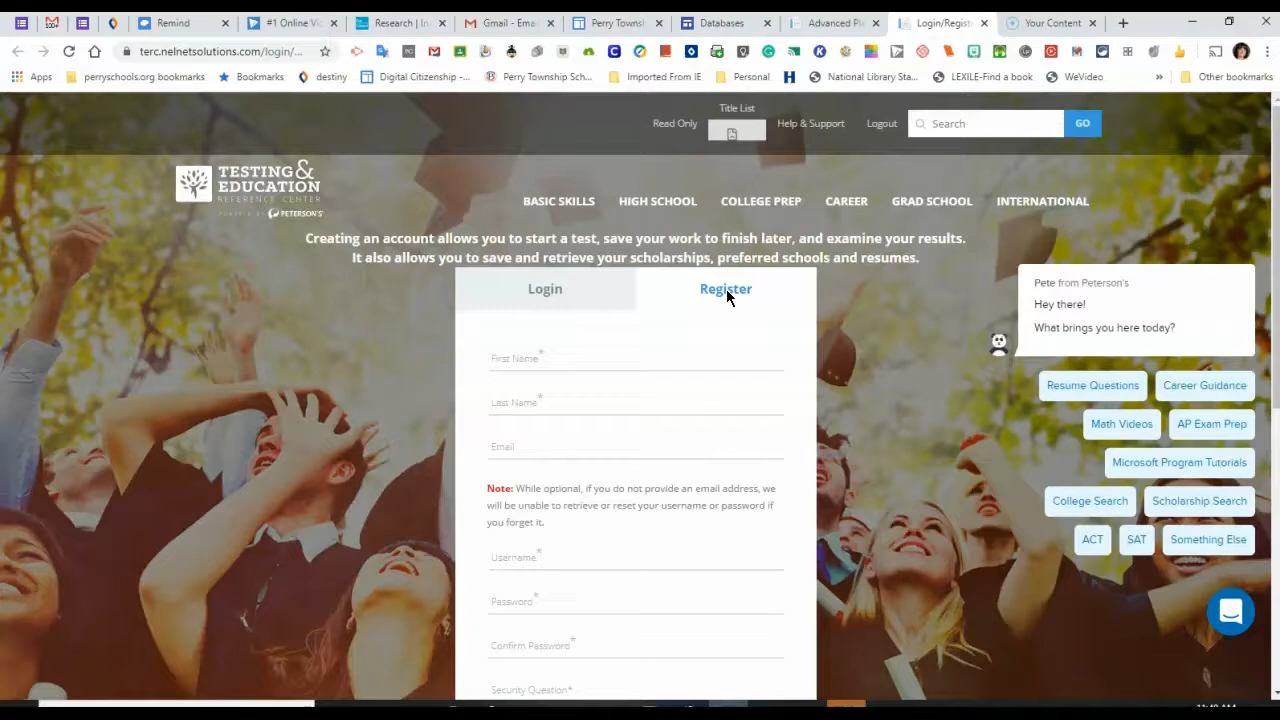 Remind
#1 Online Vi
Research | In
Gmail - Emai
Perry Townsh
Databases
Advanced Pl
Login/Regist
Your Content
terc.nelnetsolutions.com/login/...
Apps
perryschools.org bookmarks
Bookmarks
destiny
Digital Citizenship -...
Perry Township Sch...
Imported From IE
Personal
National Library Sta...
LEXILE-Find a book
WeVideo
Other bookmarks
Read Only
Title List
Help & Support
Logout
Search
GO
TESTING&
EDUCATION
REFERENCE CENTER
POWERED BY PETERSON'S
BASIC SKILLS
HIGH SCHOOL
COLLEGE PREP
CAREER
GRAD SCHOOL
INTERNATIONAL
Creating an account allows you to start a test, save your work to finish later, and examine your results.
It also allows you to save and retrieve your scholarships, preferred schools and resumes.
Login
Register
First Name*
Last Name*
Email
Note: While optional, if you do not provide an email address, we
will be unable to retrieve or reset your username or password if
you forget it.
Username*
Password*
Confirm Password*
Security Question*
Pete from Peterson's
Hey there!
What brings you here today?
Resume Questions
Career Guidance
Math Videos
AP Exam Prep
Microsoft Program Tutorials
College Search
Scholarship Search
ACT
SAT
Something Else